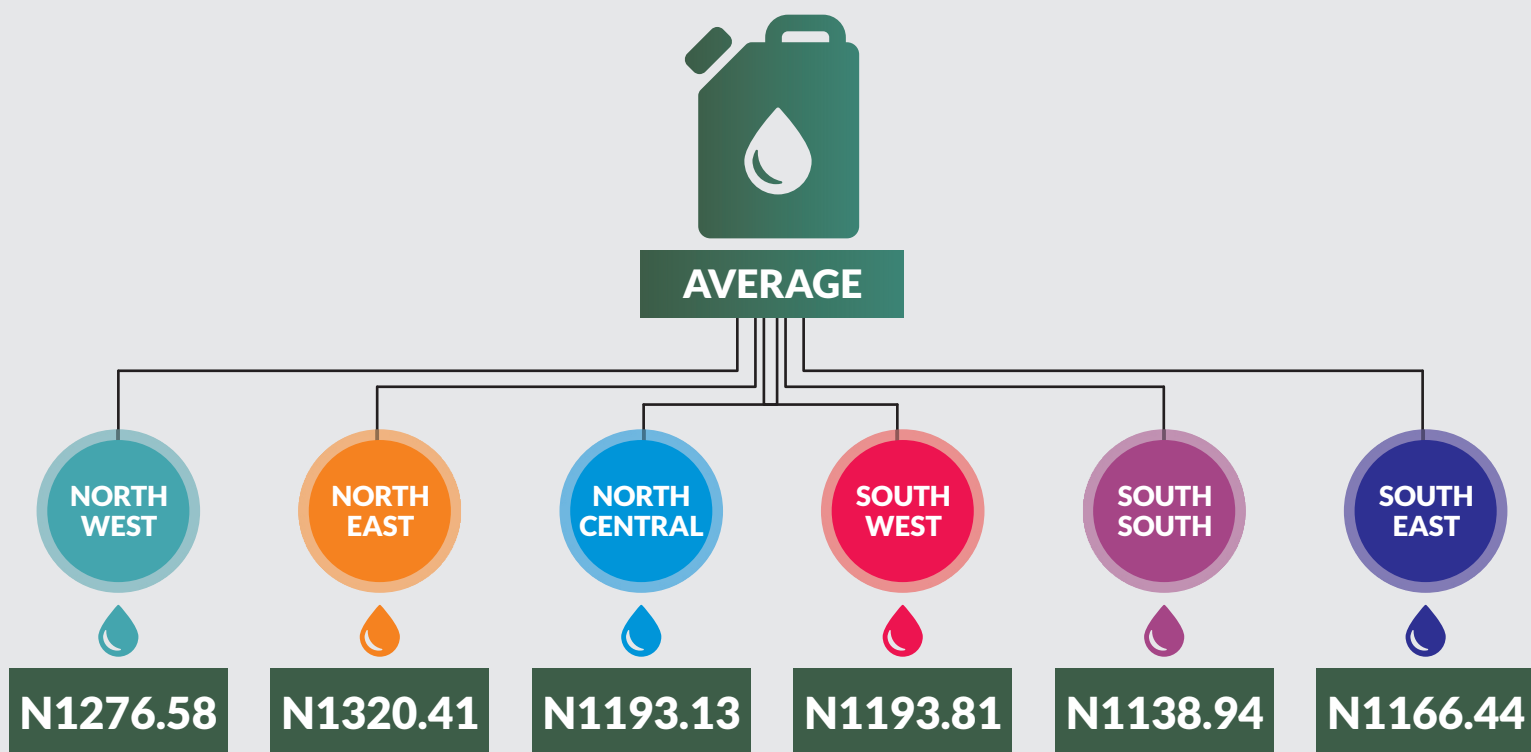 AVERAGE
NORTH
WEST
NORTH
EAST
NORTH
CENTRAL
SOUTH
WEST
SOUTH
SOUTH
SOUTH
EAST
N1276.58
N1320.41
N1193.13
N1193.81
N1138.94
N1166.44